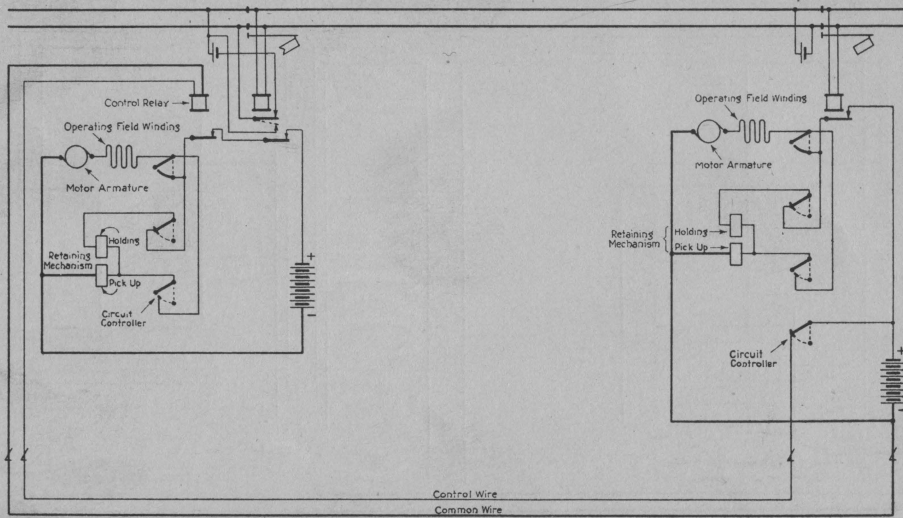 Control Relay
Operating Field Winding
Motor Armature
Holding
Retaining
Mechanism
Pick Up
Circuit
Controller
+
−
Operating Field Winding
Motor Armature
Retaining
Mechanism
Holding
Pick Up
Circuit
Controller
+
−
Control Wire
Common Wire